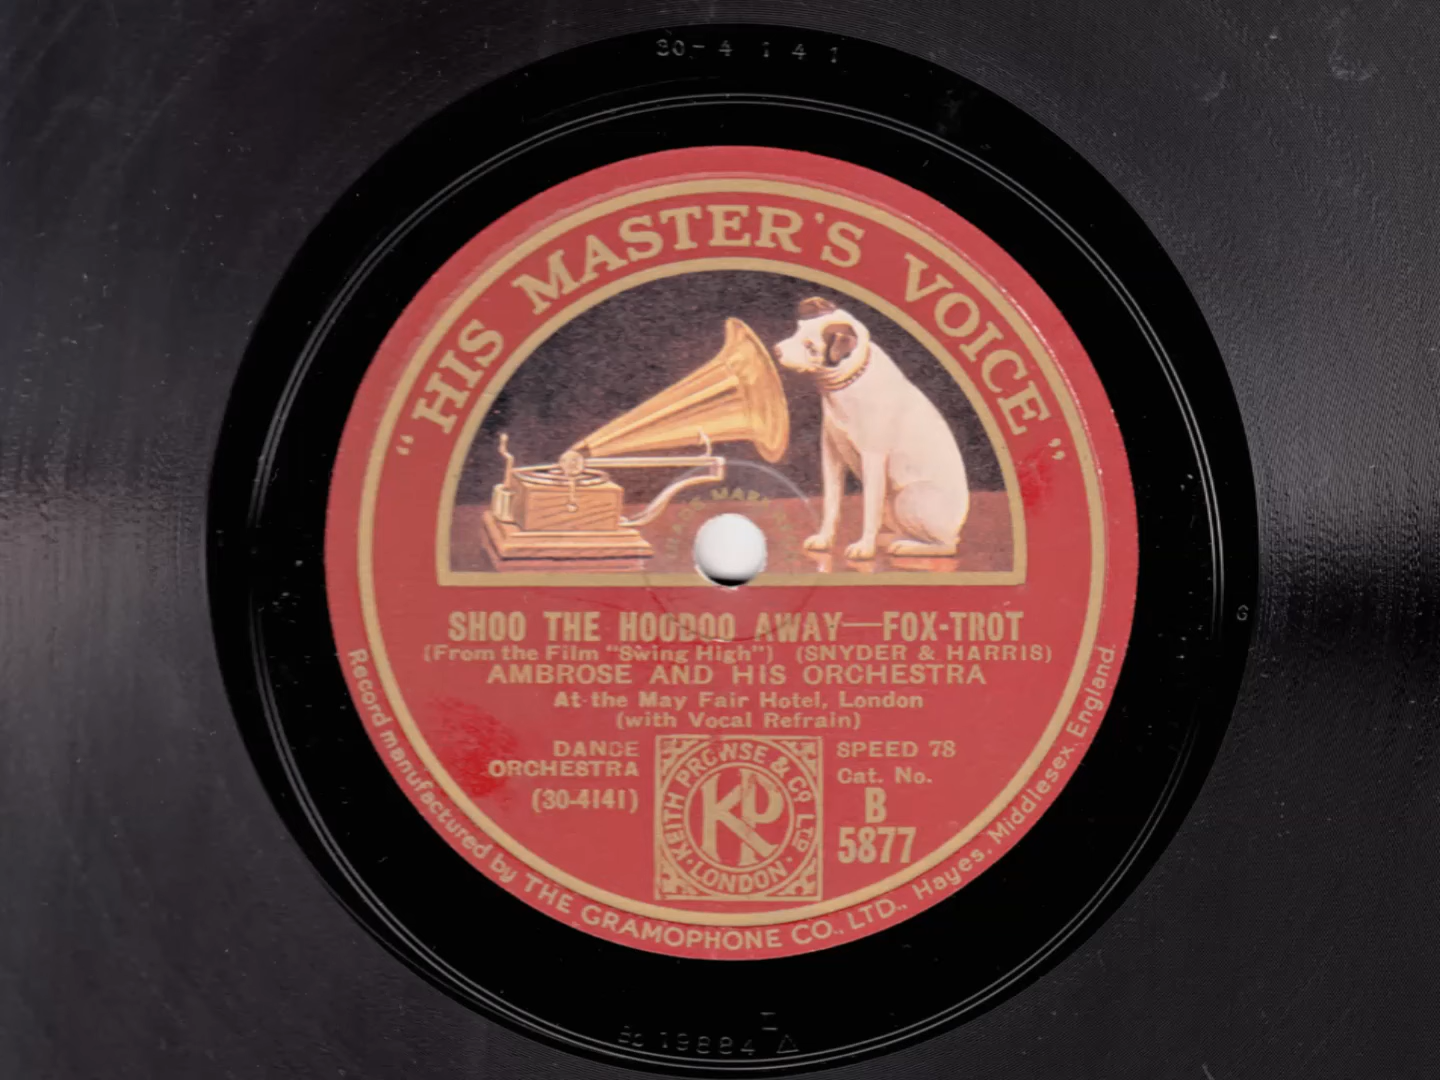 30-4141
“HIS MASTER'S VOICE”
SHOO THE HOODOO AWAY—FOX-TROT
(From the Film "Swing High") (SNYDER & HARRIS)
AMBROSE AND HIS ORCHESTRA
At the May Fair Hotel, London
(with Vocal Refrain)
DANCE
ORCHESTRA
(30-4141)
KEITH PROWSE & CO LTD
KP
LONDON
SPEED 78
Cat. No.
B
5877
Record manufactured by THE GRAMOPHONE CO., LTD., Hayes, Middlesex, England.
19884 △